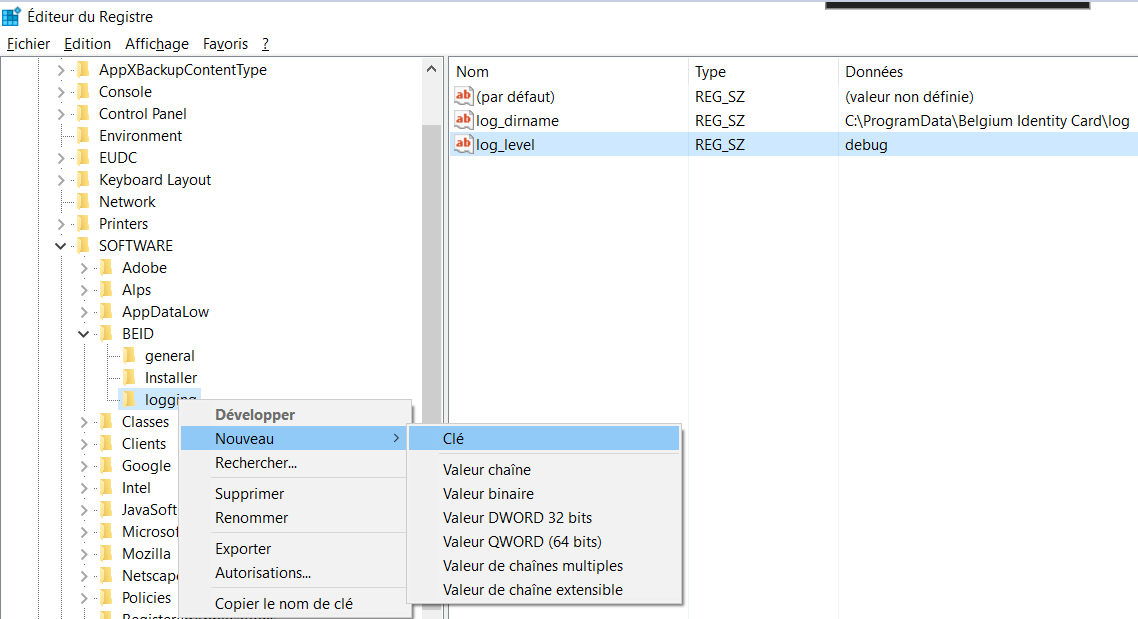 Éditeur du Registre
Fichier Edition Affichage Favoris ?
AppXBackupContentType
Console
Control Panel
Environment
EUDC
Keyboard Layout
Network
Printers
SOFTWARE
Adobe
Alps
AppDataLow
BEID
general
Installer
logging
Classes
Clients
Google
Intel
JavaSoft
Microsof
Mozilla
Netscape
Policies
Nom Type Données
ab (par défaut) REG_SZ (valeur non définie)
ab log_dirname REG_SZ C:\ProgramData\Belgium Identity Card\log
ab log_level REG_SZ debug
Développer
Nouveau
Rechercher...
Supprimer
Renommer
Exporter
Autorisations...
Copier le nom de clé
Clé
Valeur chaîne
Valeur binaire
Valeur DWORD 32 bits
Valeur QWORD (64 bits)
Valeur de chaînes multiples
Valeur de chaîne extensible